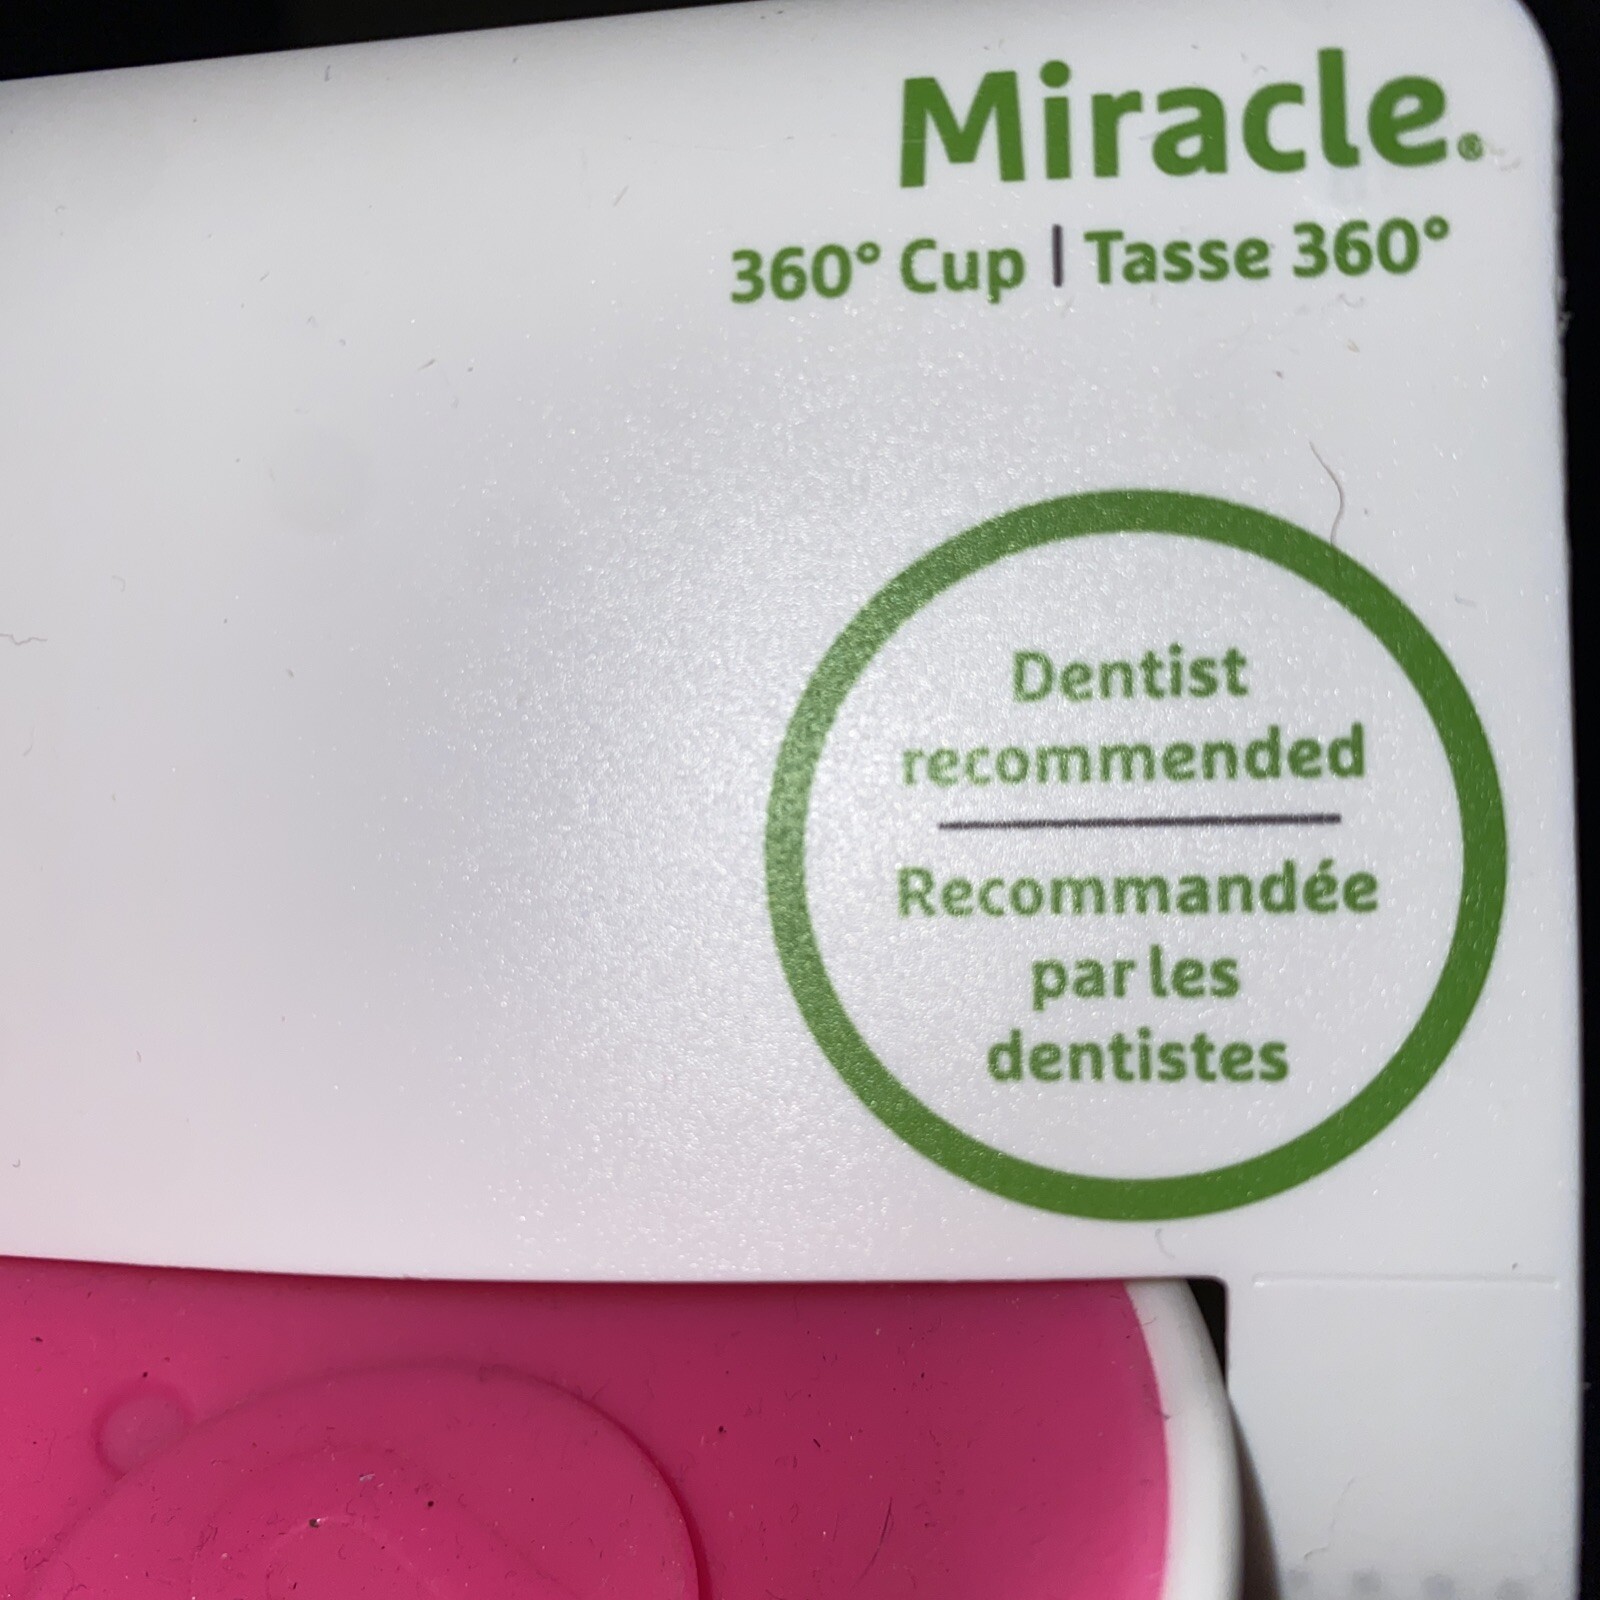 Miracle.®
360° Cup | Tasse 360°
Dentist
recommended
Recommandée
par les
dentistes